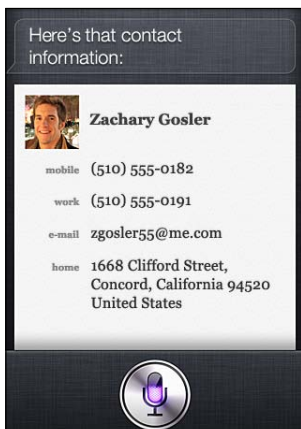 Here's that contact
information:
Zachary Gosler
mobile (510) 555-0182
work (510) 555-0191
e-mail zgosler55@me.com
home 1668 Clifford Street,
Concord, California 94520
United States